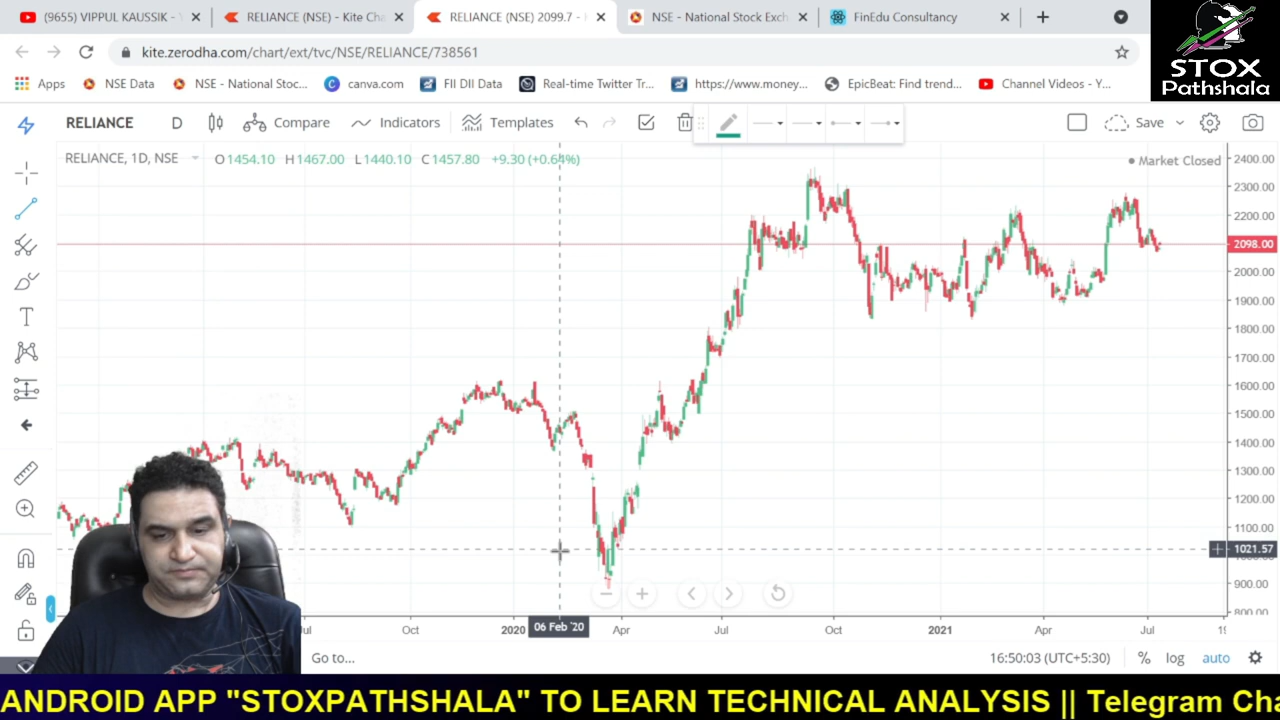 (9655) VIPPUL KAUSSIK -
RELIANCE (NSE) - Kite Cha
RELIANCE (NSE) 2099.7 -
NSE - National Stock Exch
FinEdu Consultancy
kite.zerodha.com/chart/ext/tvc/NSE/RELIANCE/738561
STOX
Pathshala
Apps
NSE Data
NSE - National Stoc...
canva.com
FII DII Data
Real-time Twitter Tr...
https://www.money...
EpicBeat: Find trend...
Channel Videos - Y...
RELIANCE
D
Compare
Indicators
Templates
Save
RELIANCE, 1D, NSE
O1454.10 H1467.00 L1440.10 C1457.80 +9.30 (+0.64%)
Market Closed
2400.00
2300.00
2200.00
2098.00
2000.00
1900.00
1800.00
1700.00
1600.00
1500.00
1400.00
1300.00
1200.00
1100.00
1021.57
900.00
800.00
Jul
Oct
2020
06 Feb '20
Apr
Jul
Oct
2021
Apr
Jul
Go to...
16:50:03 (UTC+5:30)
%
log
auto
ANDROID APP "STOXPATHSHALA" TO LEARN TECHNICAL ANALYSIS || Telegram Cha